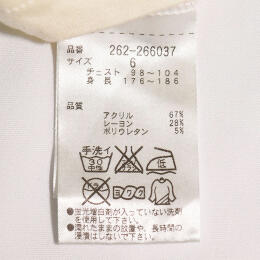 品番 262-266037
サイズ 6
チェスト 98～104
身長 176～186
品質
アクリル 67%
レーヨン 28%
ポリウレタン 5%
手洗イ
30
中性
低
ヨワク
●蛍光増白剤が入っていない洗剤
を使用して下さい。
●濡れたままの放置や、長時間の
浸漬はしないで下さい。